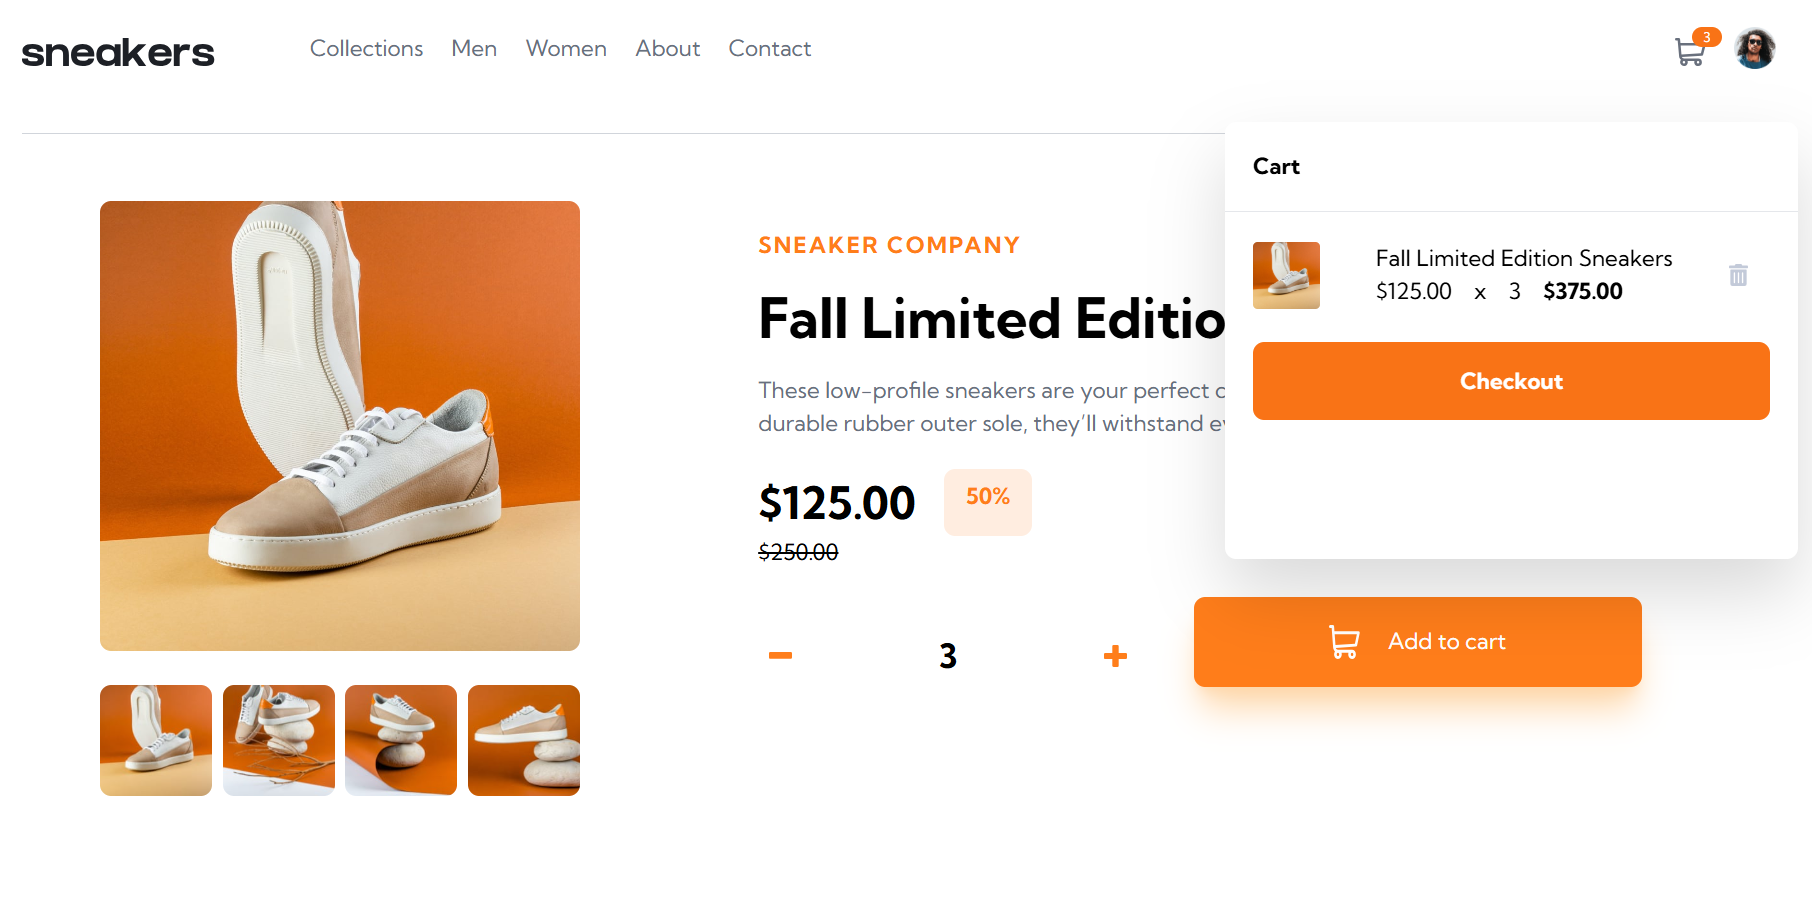 sneakers
Collections Men Women About Contact
3
Cart
Fall Limited Edition Sneakers
$125.00 x 3 $375.00
Checkout
SNEAKER COMPANY
Fall Limited Editio
These low-profile sneakers are your perfect
durable rubber outer sole, they’ll withstand
$125.00 50%
$250.00
3
Add to cart